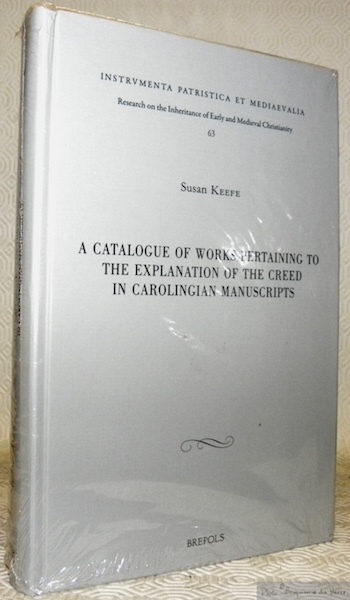 INSTRVMENTA PATRISTICA ET MEDIAEVALIA
Research on the Inheritance of Early and Medieval Christianity
63
Susan KEEFE
A CATALOGUE OF WORKS PERTAINING TO
THE EXPLANATION OF THE CREED
IN CAROLINGIAN MANUSCRIPTS
BREPOLS